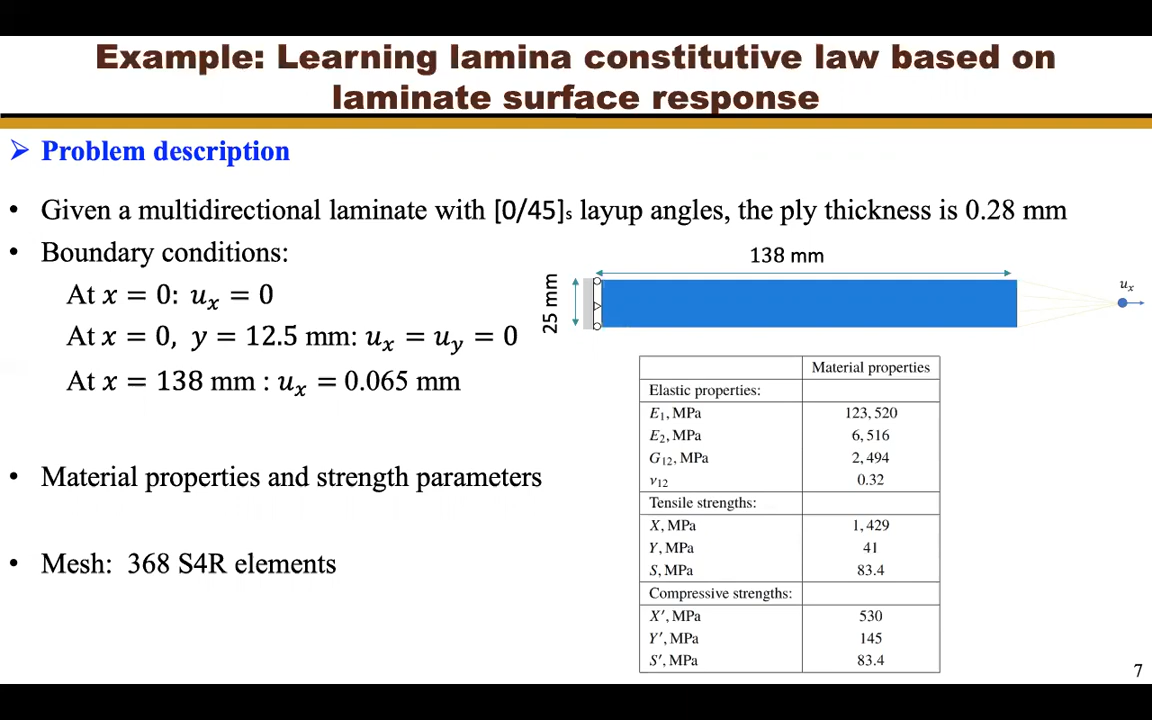 Example: Learning lamina constitutive law based on
laminate surface response
➢ Problem description
• Given a multidirectional laminate with [0/45]ₛ layup angles, the ply thickness is 0.28 mm
• Boundary conditions:
At x = 0: uₓ = 0
At x = 0, y = 12.5 mm: uₓ = u_y = 0
At x = 138 mm : uₓ = 0.065 mm
• Material properties and strength parameters
• Mesh: 368 S4R elements
138 mm
25 mm
uₓ
Material properties
Elastic properties:
E₁, MPa 123,520
E₂, MPa 6,516
G₁₂, MPa 2,494
ν₁₂ 0.32
Tensile strengths:
X, MPa 1,429
Y, MPa 41
S, MPa 83.4
Compressive strengths:
X′, MPa 530
Y′, MPa 145
S′, MPa 83.4
7